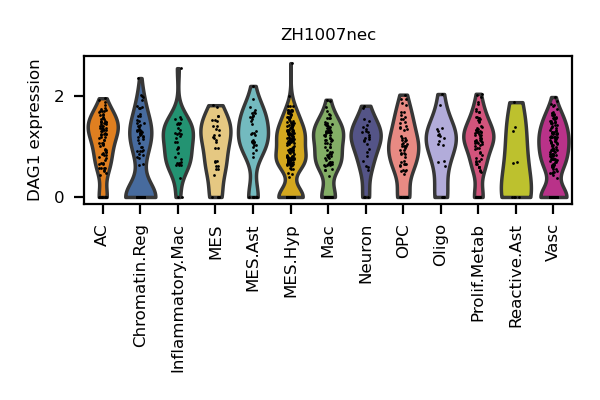 ZH1007nec
DAG1 expression
2
0
AC
Chromatin.Reg
Inflammatory.Mac
MES
MES.Ast
MES.Hyp
Mac
Neuron
OPC
Oligo
Prolif.Metab
Reactive.Ast
Vasc